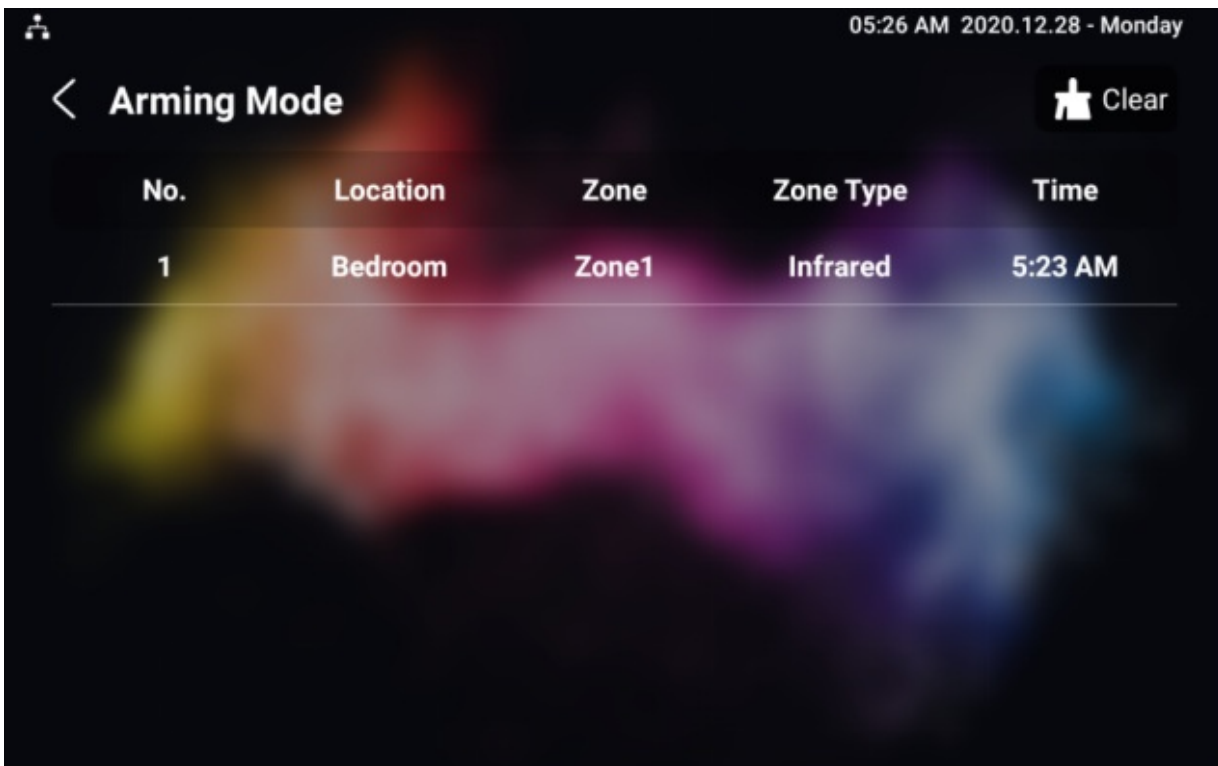 05:26 AM 2020.12.28 - Monday
Arming Mode Clear
No. Location Zone Zone Type Time
1 Bedroom Zone1 Infrared 5:23 AM